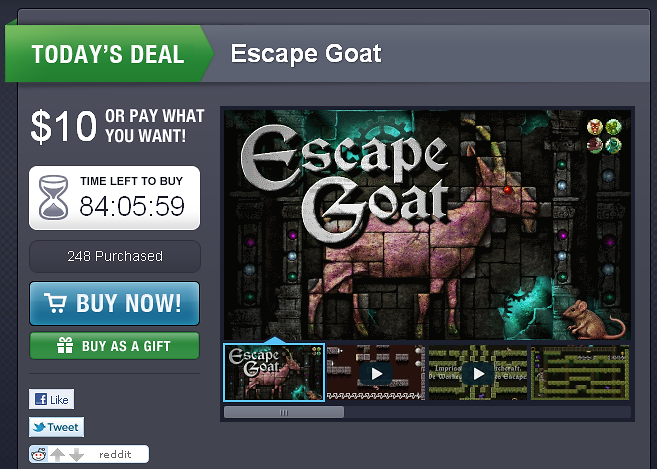 TODAY'S DEAL
Escape Goat
$10 OR PAY WHAT
YOU WANT!
TIME LEFT TO BUY
84:05:59
248 Purchased
BUY NOW!
BUY AS A GIFT
Like
Tweet
reddit
Escape
Goat
Escape
Goat